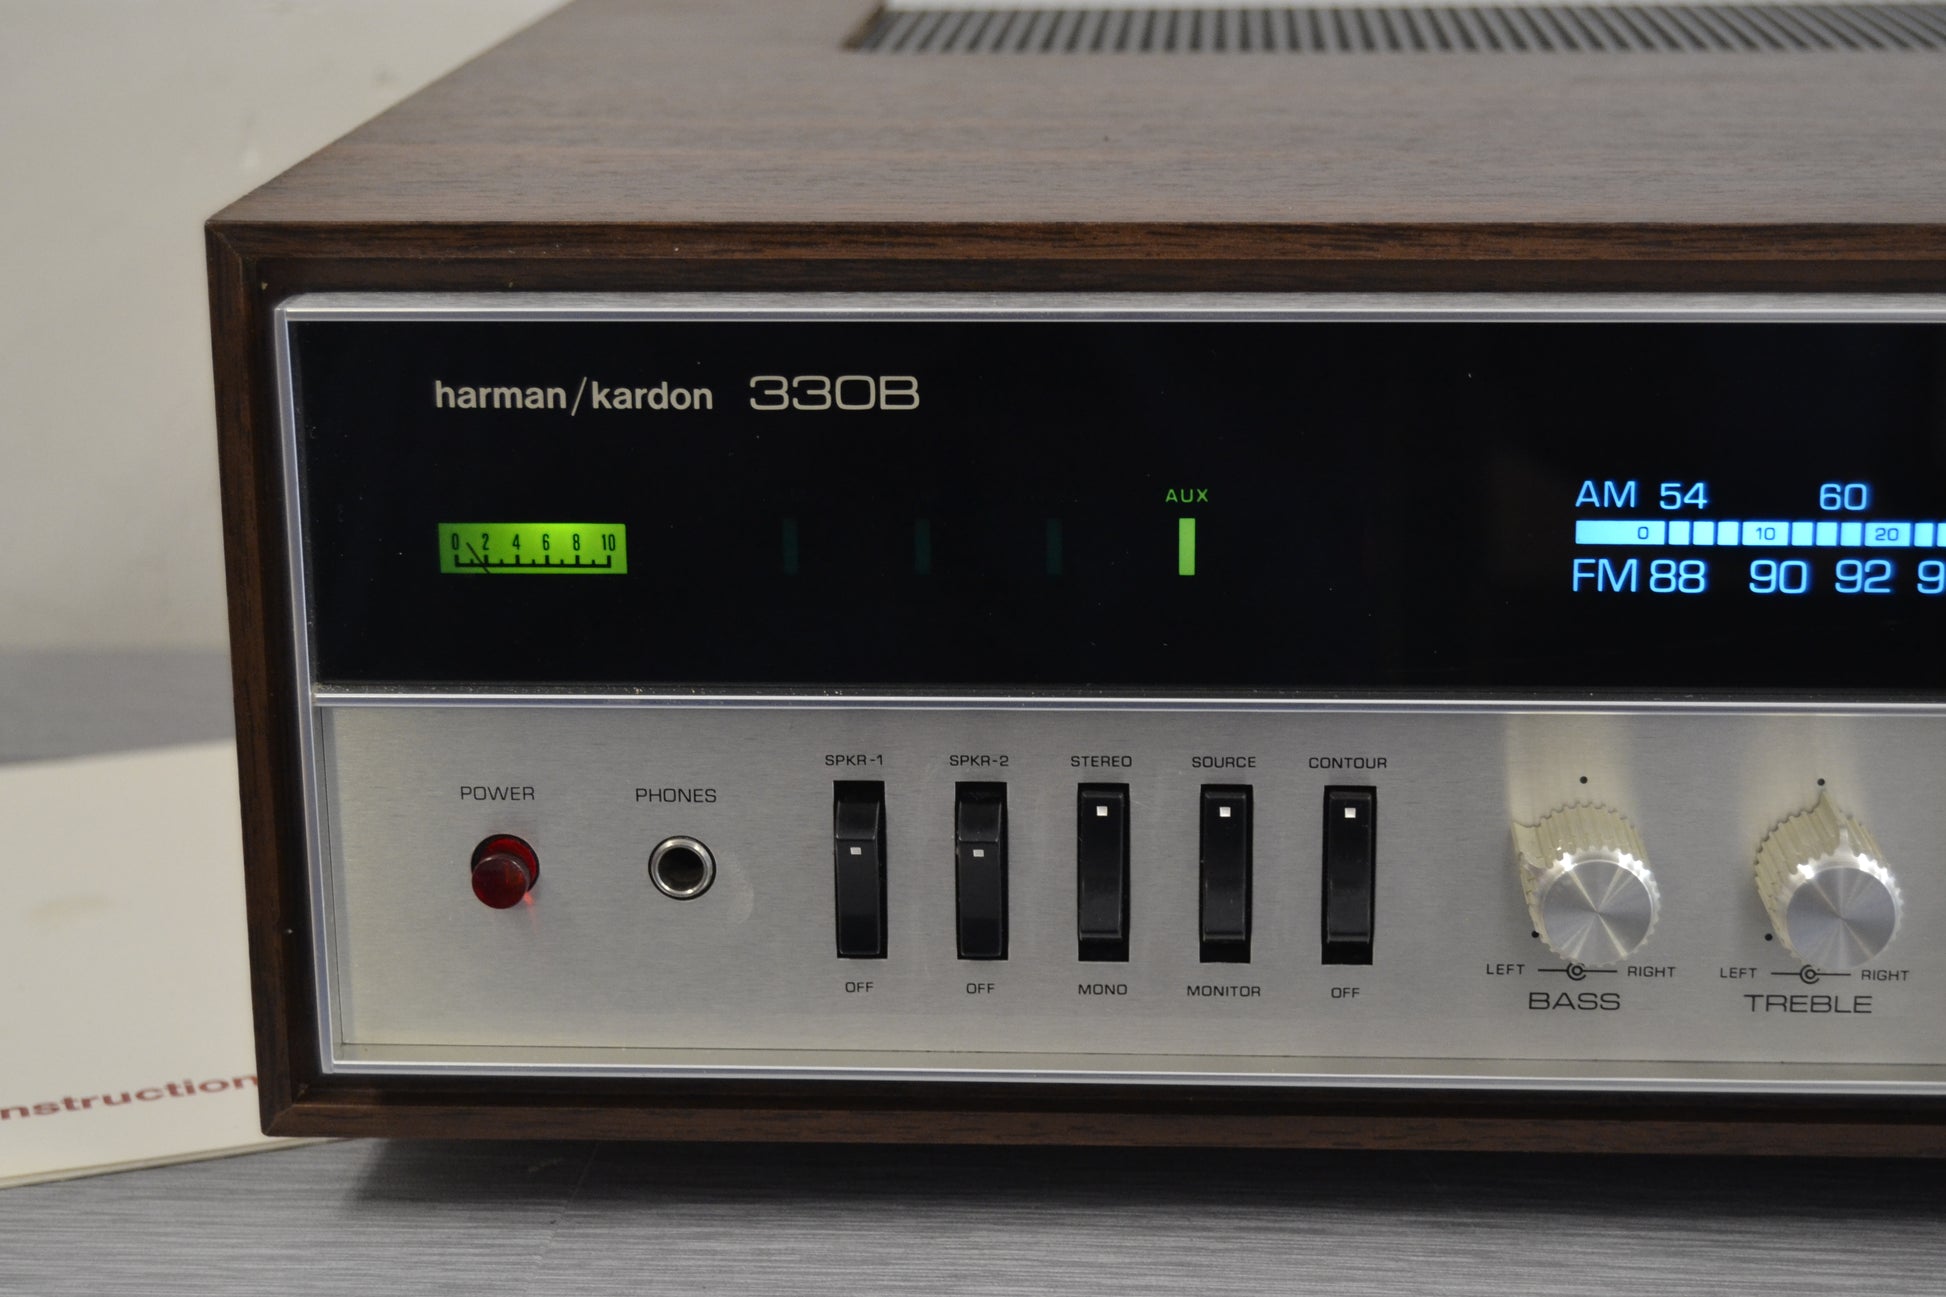 harman/kardon 330B
AUX
0 2 4 6 8 10
AM 54 60
0 10 20
FM 88 90 92
POWER
PHONES
SPKR-1
SPKR-2
STEREO
SOURCE
CONTOUR
OFF
OFF
MONO
MONITOR
OFF
LEFT RIGHT
BASS
LEFT RIGHT
TREBLE
nstruction